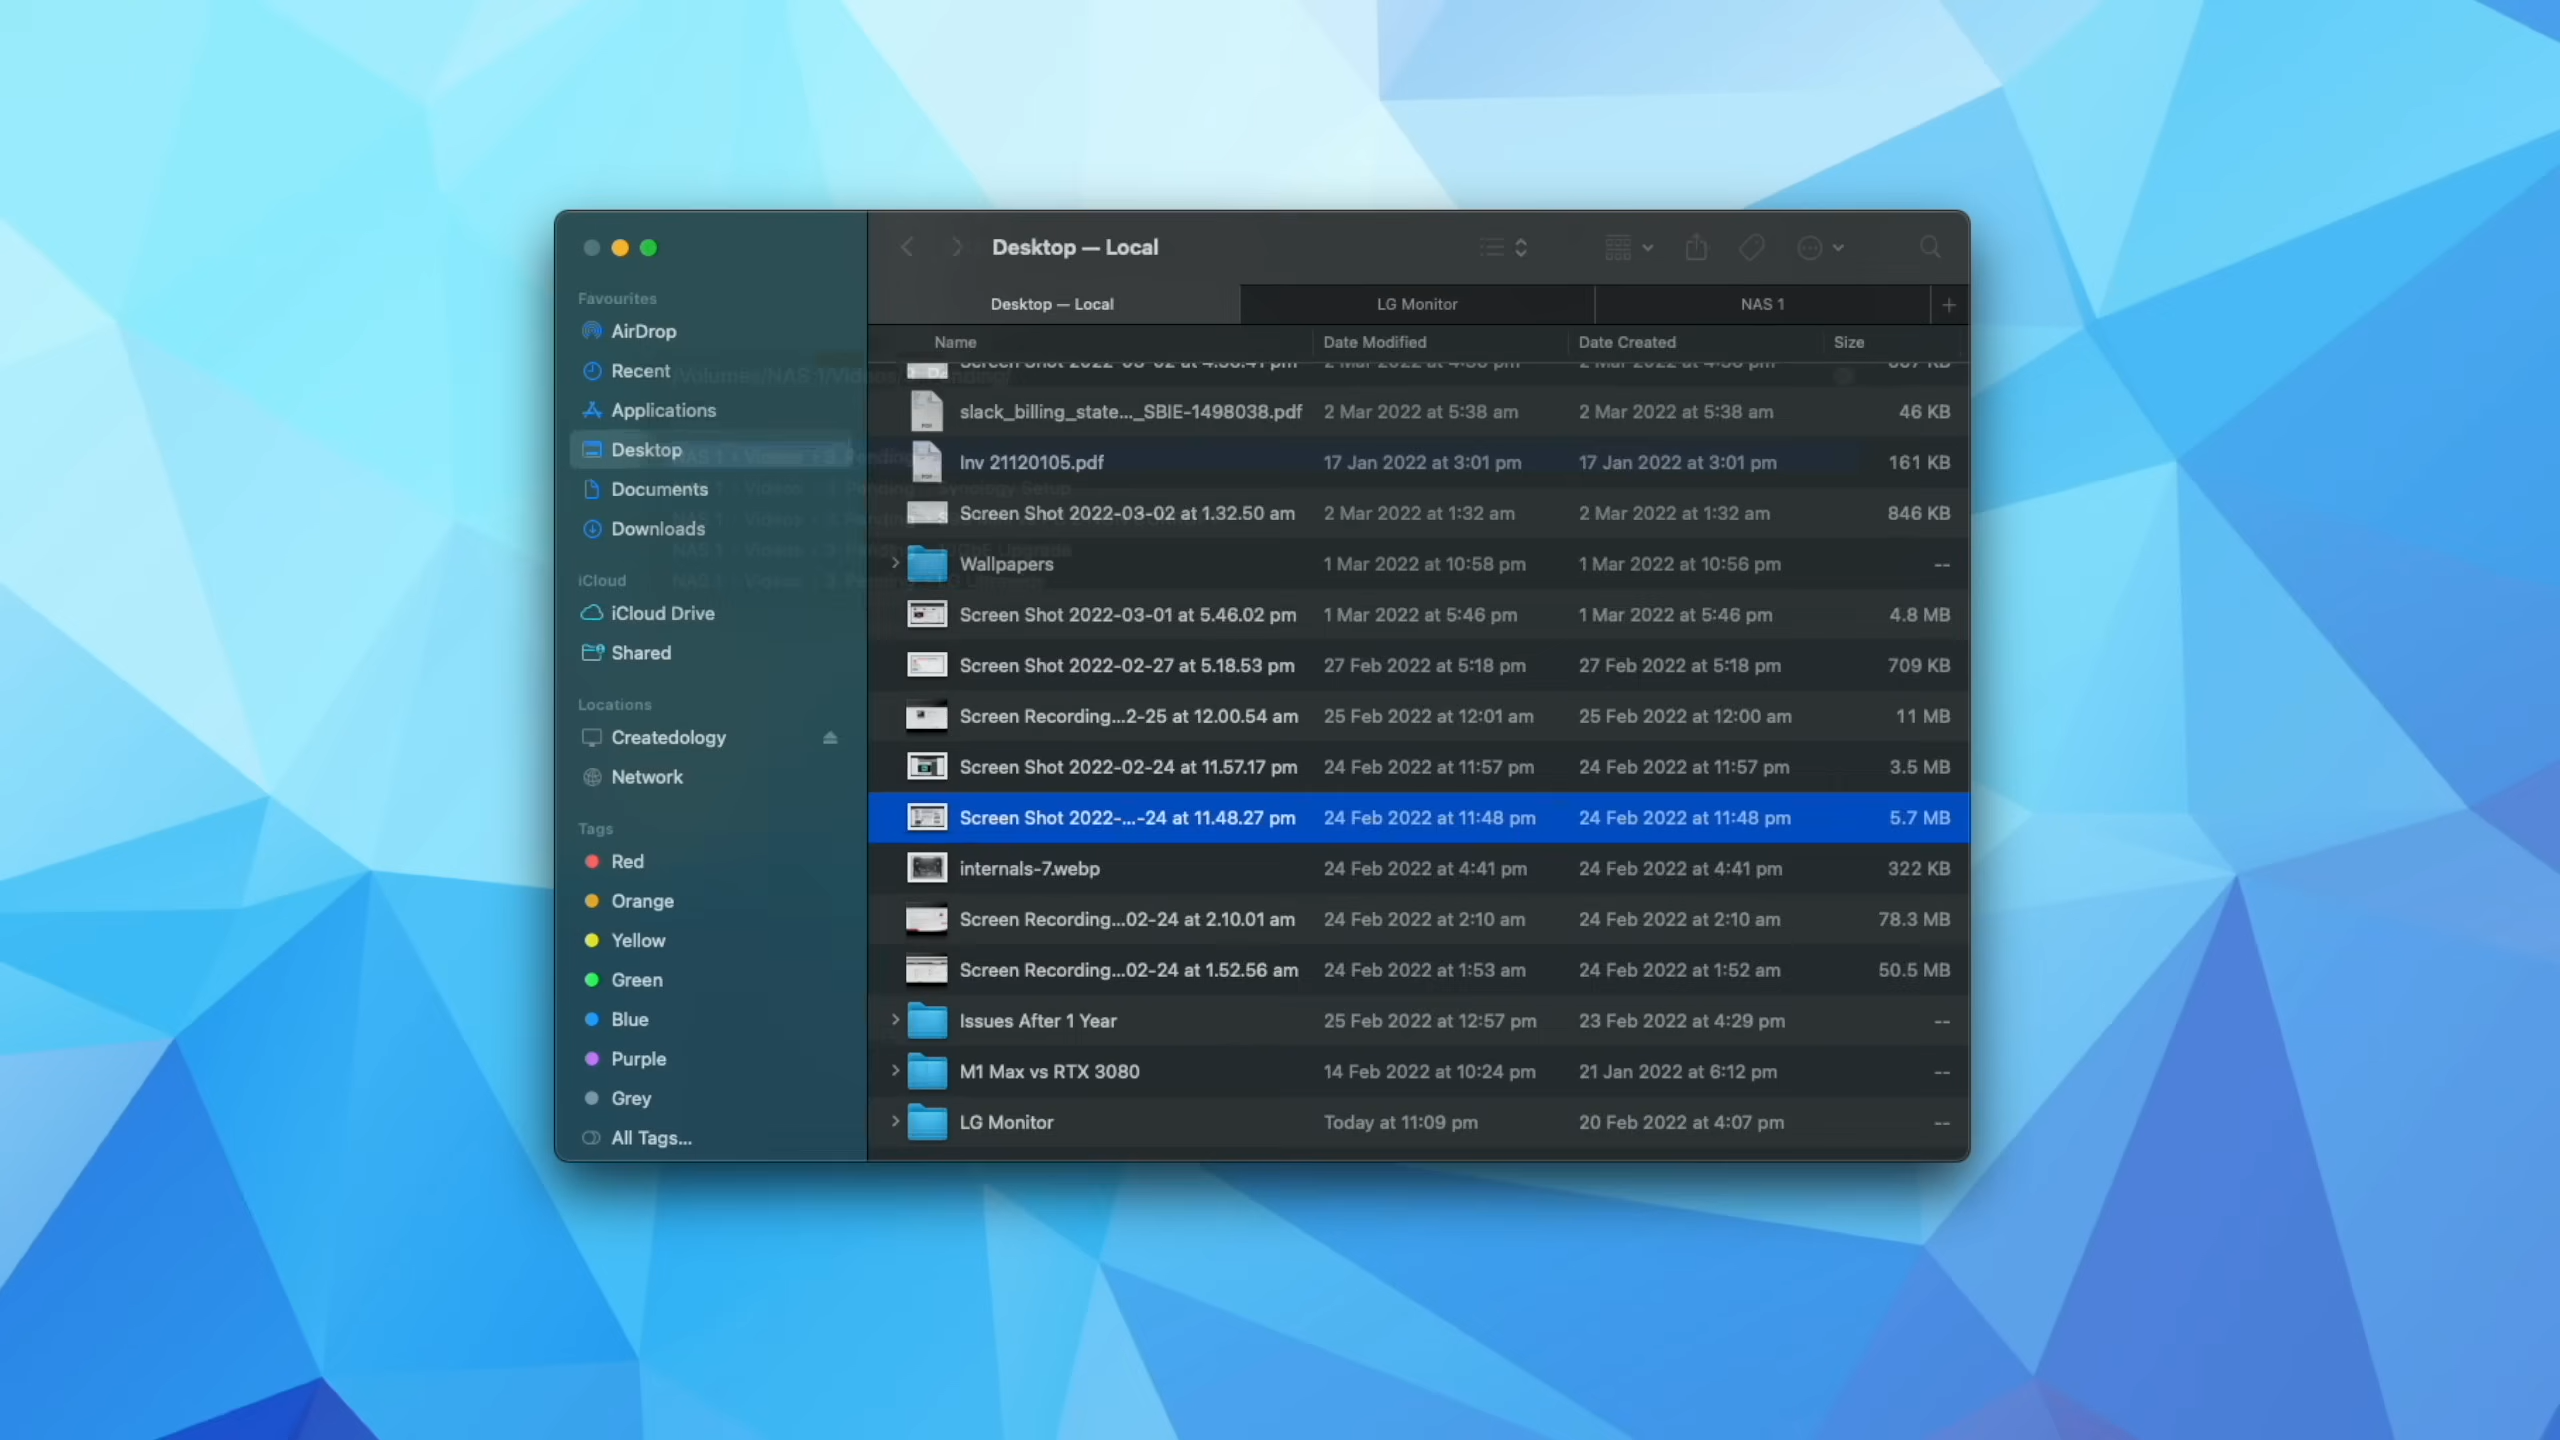 Desktop — Local
Desktop — Local
LG Monitor
NAS 1
Favourites
AirDrop
Recent
Applications
Desktop
Documents
Downloads
iCloud
iCloud Drive
Shared
Locations
Createdology
Network
Tags
Red
Orange
Yellow
Green
Blue
Purple
Grey
All Tags...
Name Date Modified Date Created Size
slack_billing_state..._SBIE-1498038.pdf 2 Mar 2022 at 5:38 am 2 Mar 2022 at 5:38 am 46 KB
Inv 21120105.pdf 17 Jan 2022 at 3:01 pm 17 Jan 2022 at 3:01 pm 161 KB
Screen Shot 2022-03-02 at 1.32.50 am 2 Mar 2022 at 1:32 am 2 Mar 2022 at 1:32 am 846 KB
Wallpapers 1 Mar 2022 at 10:58 pm 1 Mar 2022 at 10:56 pm --
Screen Shot 2022-03-01 at 5.46.02 pm 1 Mar 2022 at 5:46 pm 1 Mar 2022 at 5:46 pm 4.8 MB
Screen Shot 2022-02-27 at 5.18.53 pm 27 Feb 2022 at 5:18 pm 27 Feb 2022 at 5:18 pm 709 KB
Screen Recording...2-25 at 12.00.54 am 25 Feb 2022 at 12:01 am 25 Feb 2022 at 12:00 am 11 MB
Screen Shot 2022-02-24 at 11.57.17 pm 24 Feb 2022 at 11:57 pm 24 Feb 2022 at 11:57 pm 3.5 MB
Screen Shot 2022-...-24 at 11.48.27 pm 24 Feb 2022 at 11:48 pm 24 Feb 2022 at 11:48 pm 5.7 MB
internals-7.webp 24 Feb 2022 at 4:41 pm 24 Feb 2022 at 4:41 pm 322 KB
Screen Recording...02-24 at 2.10.01 am 24 Feb 2022 at 2:10 am 24 Feb 2022 at 2:10 am 78.3 MB
Screen Recording...02-24 at 1.52.56 am 24 Feb 2022 at 1:53 am 24 Feb 2022 at 1:52 am 50.5 MB
Issues After 1 Year 25 Feb 2022 at 12:57 pm 23 Feb 2022 at 4:29 pm --
M1 Max vs RTX 3080 14 Feb 2022 at 10:24 pm 21 Jan 2022 at 6:12 pm --
LG Monitor Today at 11:09 pm 20 Feb 2022 at 4:07 pm --